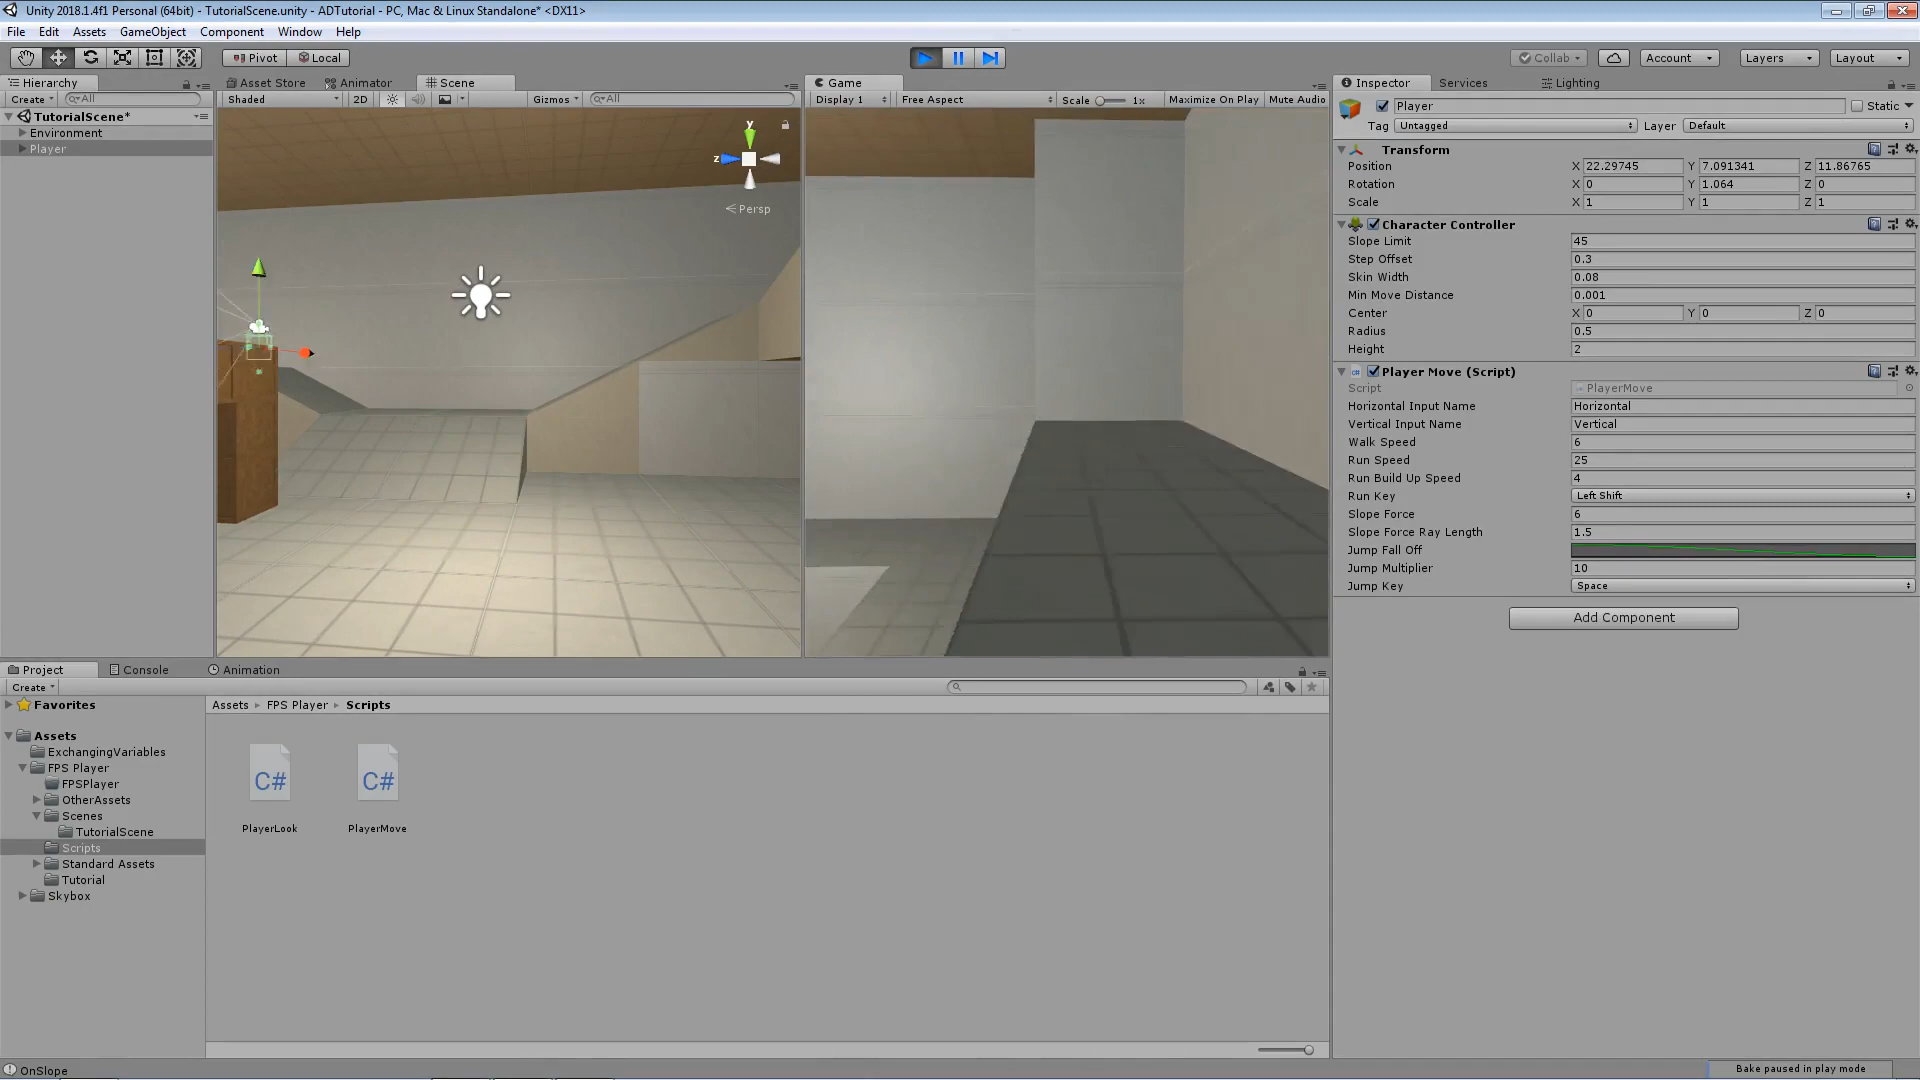 Unity 2018.1.4f1 Personal (64bit) - TutorialScene.unity - ADTutorial - PC, Mac & Linux Standalone* <DX11>
File Edit Assets GameObject Component Window Help
Pivot Local Collab Account Layers Layout
Hierarchy Asset Store Animator Scene Game Inspector Services Lighting
Create All Shaded 2D Gizmos All Display 1 Free Aspect Scale 1x Maximize On Play Mute Audio
Player Static
TutorialScene*
Tag Untagged Layer Default
Environment
Player
Transform
Position X 22.29745 Y 7.091341 Z 11.86765
Rotation X 0 Y 1.064 Z 0
Scale X 1 Y 1 Z 1
y
z
Persp
Character Controller
Slope Limit 45
Step Offset 0.3
Skin Width 0.08
Min Move Distance 0.001
Center X 0 Y 0 Z 0
Radius 0.5
Height 2
Player Move (Script)
Script PlayerMove
Horizontal Input Name Horizontal
Vertical Input Name Vertical
Walk Speed 6
Run Speed 25
Run Build Up Speed 4
Run Key Left Shift
Slope Force 6
Slope Force Ray Length 1.5
Jump Fall Off
Jump Multiplier 10
Jump Key Space
Add Component
Project Console Animation
Create
Favorites
Assets FPS Player Scripts
Assets
ExchangingVariables
FPS Player
FPSPlayer
OtherAssets
Scenes
TutorialScene
Scripts
Standard Assets
Tutorial
Skybox
C# C#
PlayerLook PlayerMove
OnSlope
Bake paused in play mode